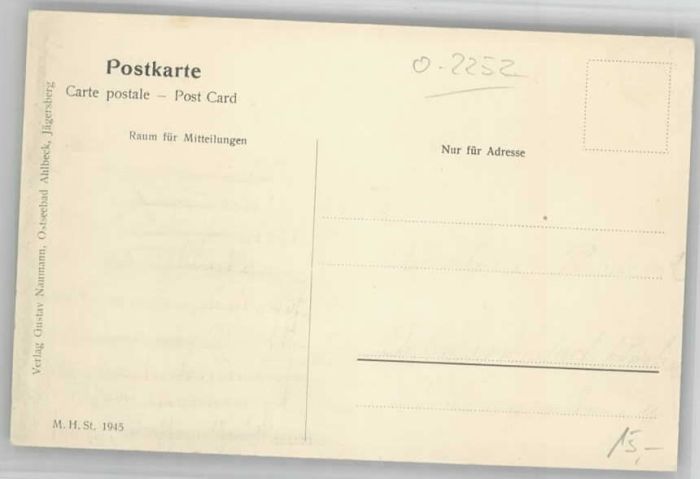 Postkarte
Carte postale – Post Card
Raum für Mitteilungen
O-2252
Nur für Adresse
Verlag Gustav Naumann, Ostseebad Ahlbeck, Jägersberg
M. H. St. 1945
15,-